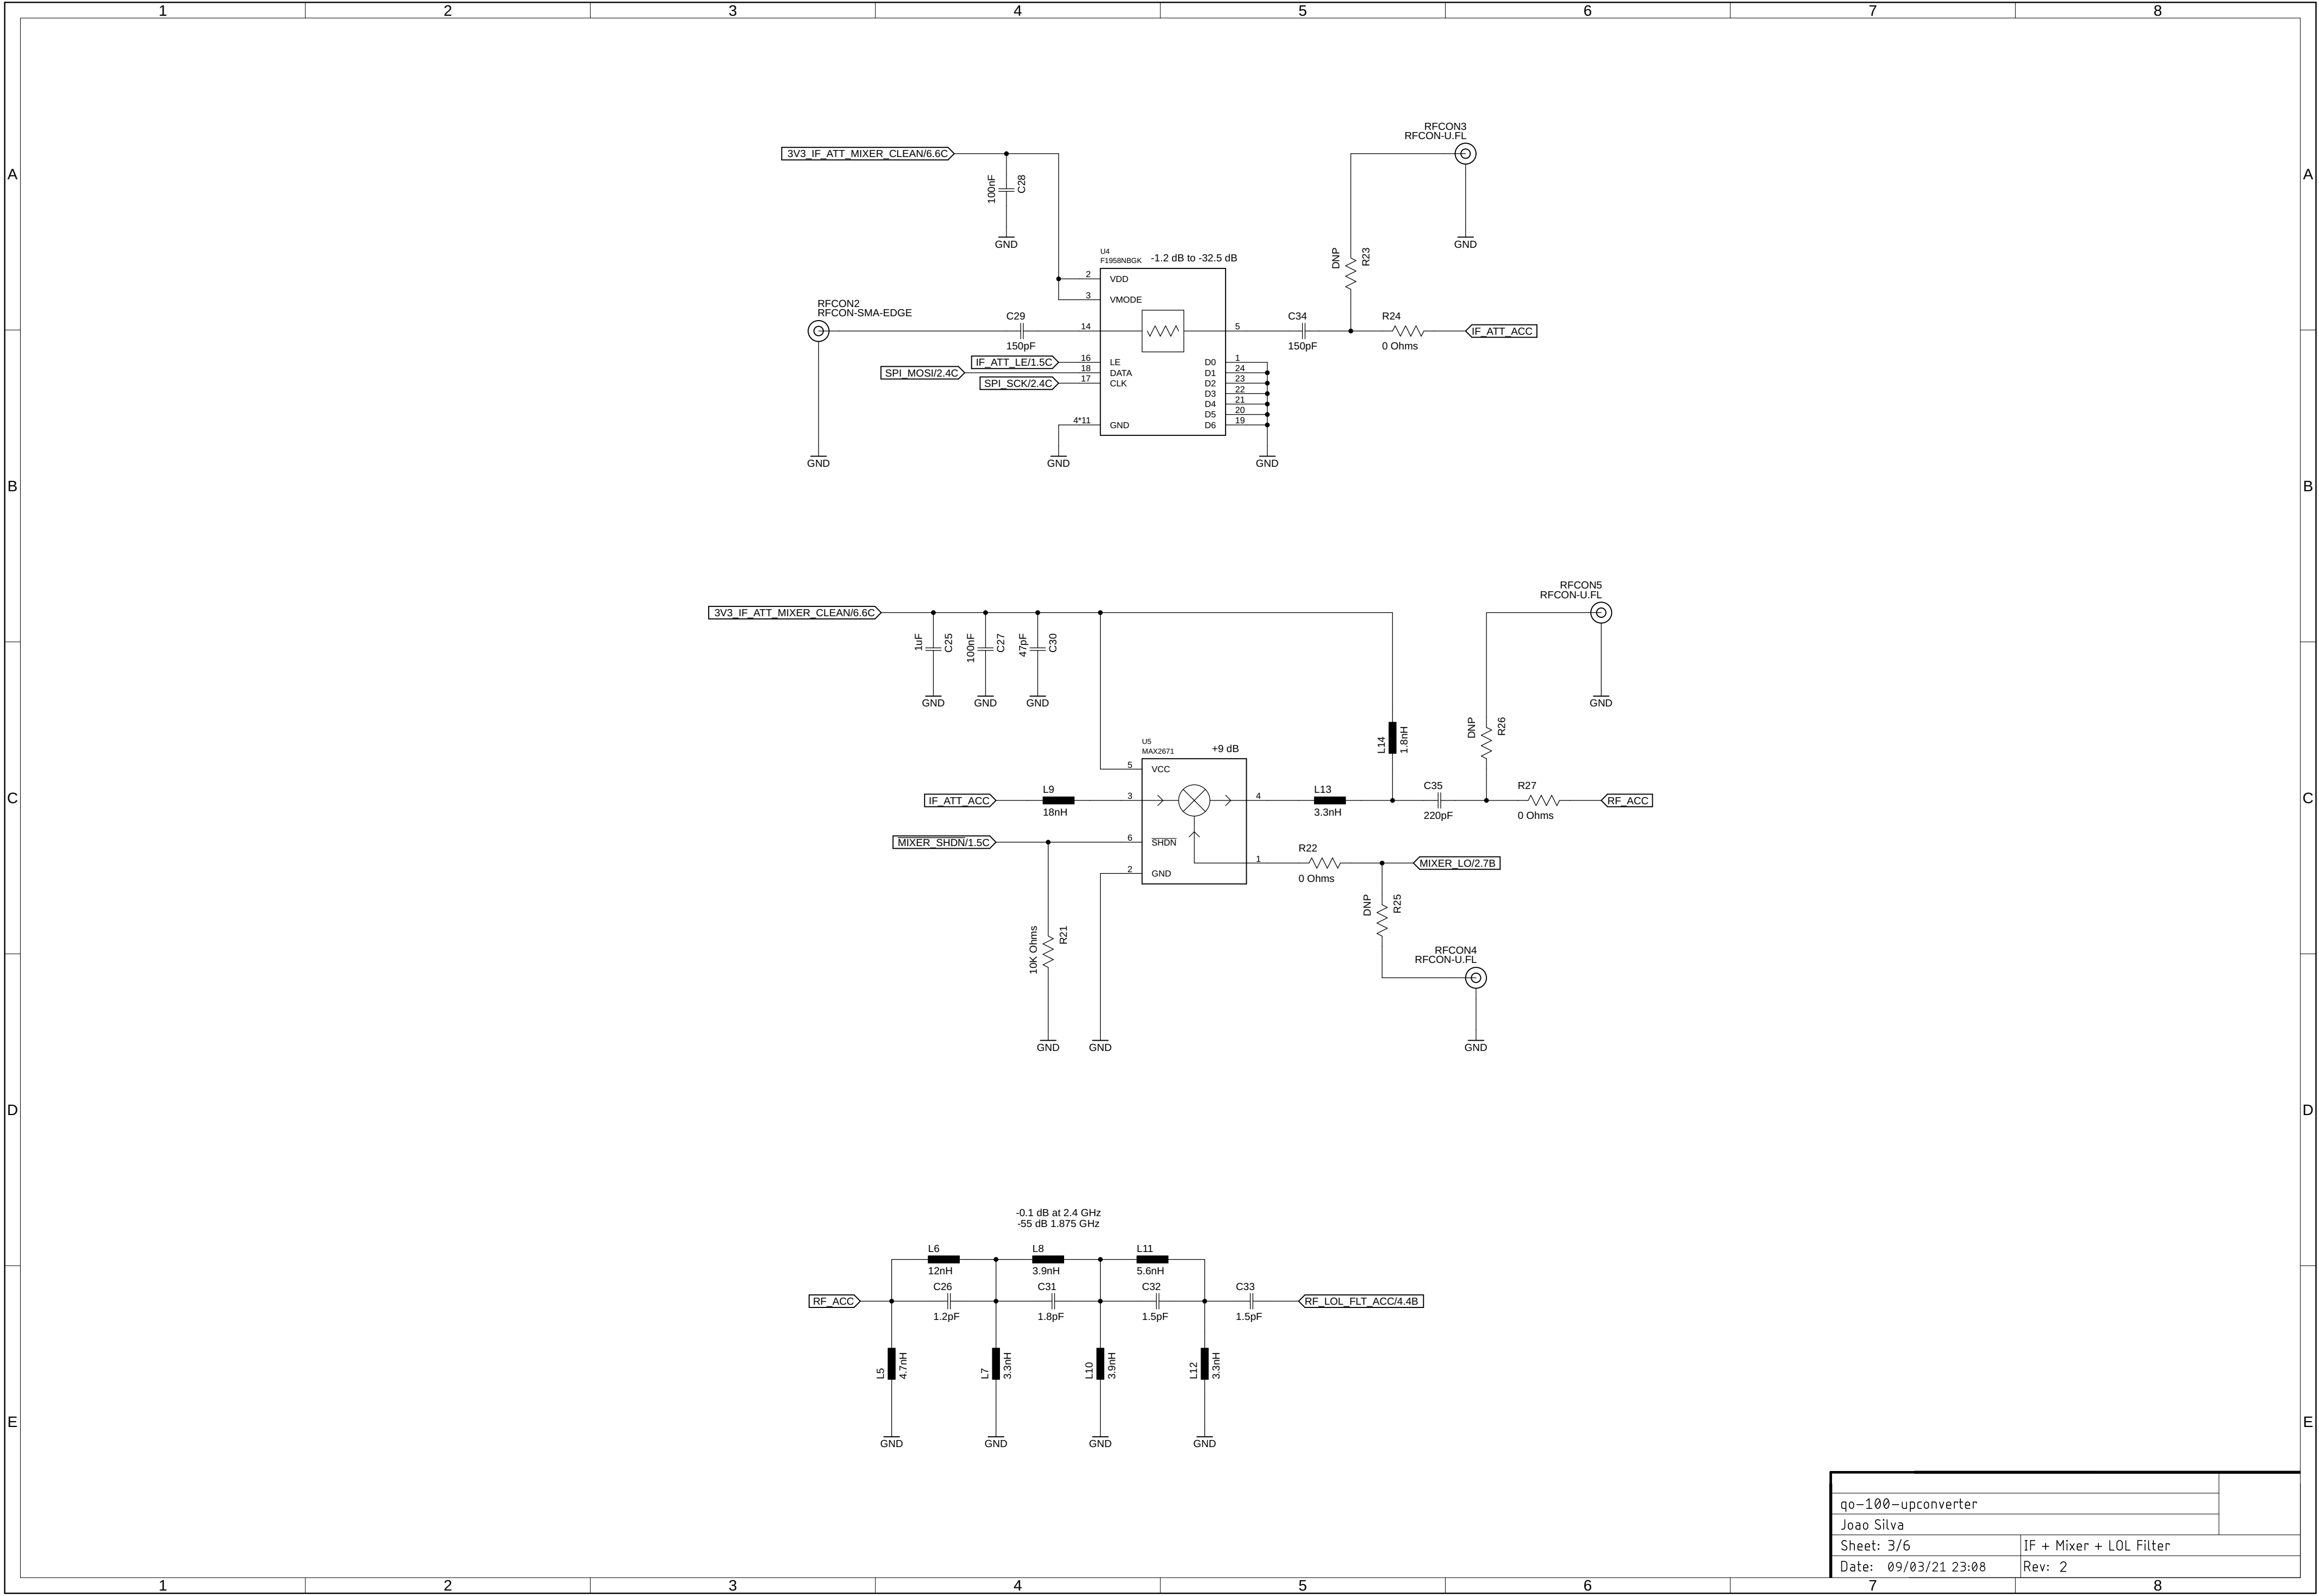 1 2 3 4 5 6 7 8
A A
B B
C C
D D
E E
3V3_IF_ATT_MIXER_CLEAN/6.6C
100nF
C28
GND
RFCON3
RFCON-U.FL
GND
DNP
R23
U4
F1958NBGK
-1.2 dB to -32.5 dB
2 VDD
3 VMODE
RFCON2
RFCON-SMA-EDGE
GND
C29
150pF
14
5
C34
150pF
R24
0 Ohms
IF_ATT_ACC
IF_ATT_LE/1.5C 16 LE
SPI_MOSI/2.4C 18 DATA
SPI_SCK/2.4C 17 CLK
4*11 GND
GND
D0 1
D1 24
D2 23
D3 22
D4 21
D5 20
D6 19
GND
3V3_IF_ATT_MIXER_CLEAN/6.6C
1uF
C25
GND
100nF
C27
GND
47pF
C30
GND
RFCON5
RFCON-U.FL
GND
L14
1.8nH
DNP
R26
U5
MAX2671
+9 dB
5 VCC
IF_ATT_ACC
L9
18nH
3
4
L13
3.3nH
C35
220pF
R27
0 Ohms
RF_ACC
MIXER_SHDN/1.5C
6 SHDN
2 GND
1
R22
0 Ohms
MIXER_LO/2.7B
DNP
R25
RFCON4
RFCON-U.FL
GND
10K Ohms
R21
GND
GND
-0.1 dB at 2.4 GHz
-55 dB 1.875 GHz
L6
12nH
L8
3.9nH
L11
5.6nH
RF_ACC
C26
1.2pF
C31
1.8pF
C32
1.5pF
C33
1.5pF
RF_LOL_FLT_ACC/4.4B
L5
4.7nH
GND
L7
3.3nH
GND
L10
3.9nH
GND
L12
3.3nH
GND
qo-100-upconverter
Joao Silva
Sheet: 3/6
IF + Mixer + LOL Filter
Date: 09/03/21 23:08
Rev: 2
1 2 3 4 5 6 7 8